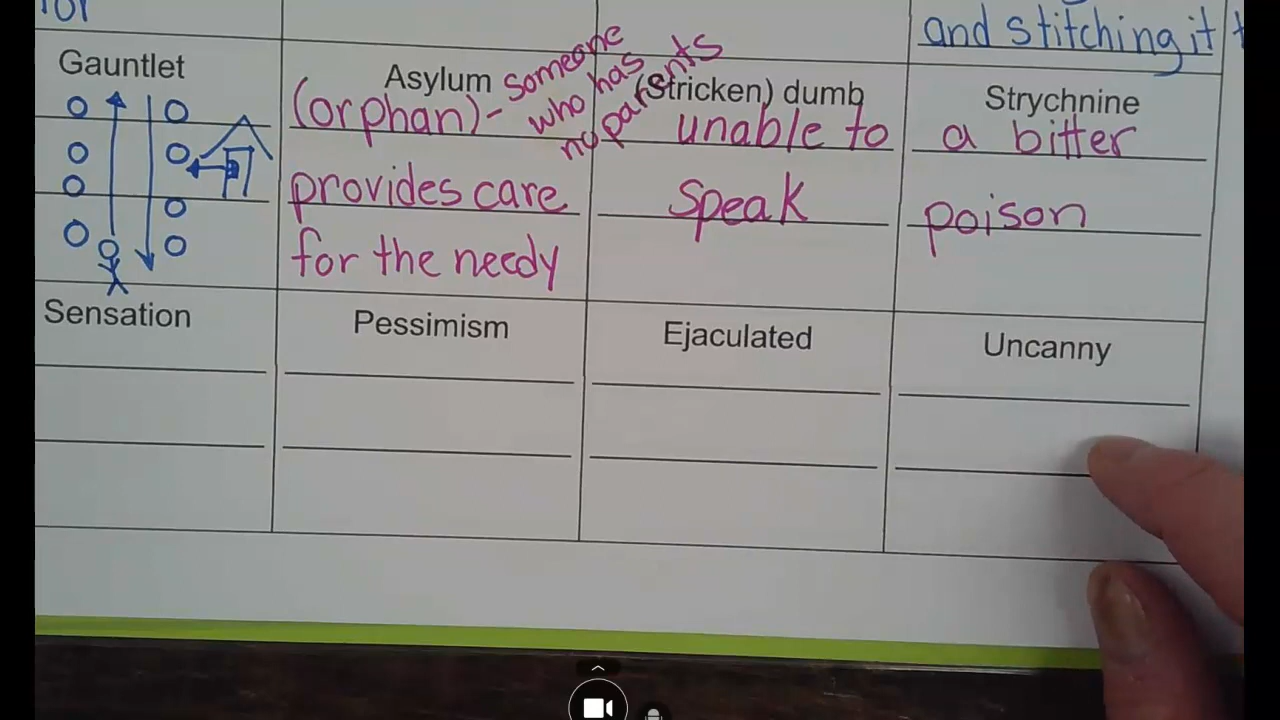 for
and stitching it
Gauntlet
Asylum
(orphan)- someone
who has
no parents
provides care
for the needy
(Stricken) dumb
unable to
speak
Strychnine
a bitter
poison
Sensation
Pessimism
Ejaculated
Uncanny